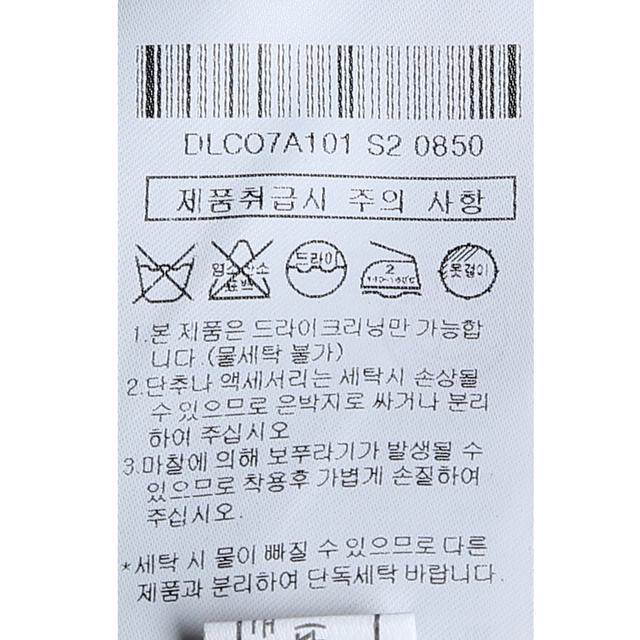 DLCO7A101 S2 0850
제품취급시 주의 사항
드라이
2
옷걸이
1.본 제품은 드라이크리닝만 가능합
니다 (물세탁 불가)
2.단추나 액세서리는 세탁시 손상될
수 있으므로 은박지로 싸거나 분리
하여 주십시오
3.마찰에 의해 보푸라기가 발생될 수
있으므로 착용후 가볍게 손질하여
주십시오.
*세탁 시 물이 빠질 수 있으므로 다른
제품과 분리하여 단독세탁 바랍니다.